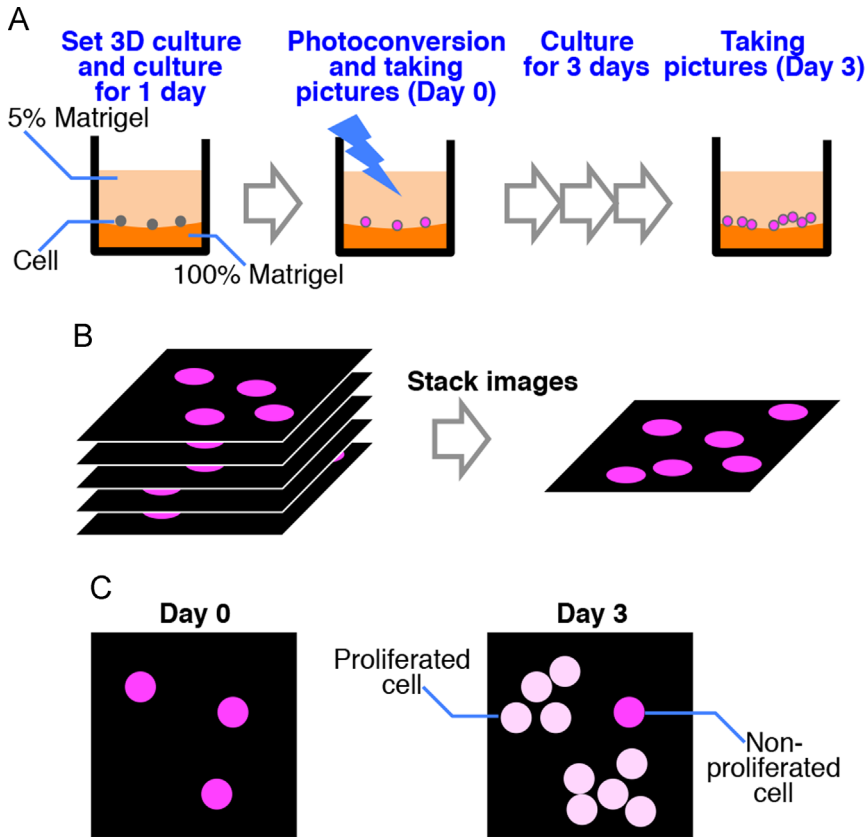 A
Set 3D culture
and culture
for 1 day
Photoconversion
and taking
pictures (Day 0)
Culture
for 3 days
Taking
pictures (Day 3)
5% Matrigel
Cell
100% Matrigel
B
Stack images
C
Day 0
Day 3
Proliferated
cell
Non-
proliferated
cell